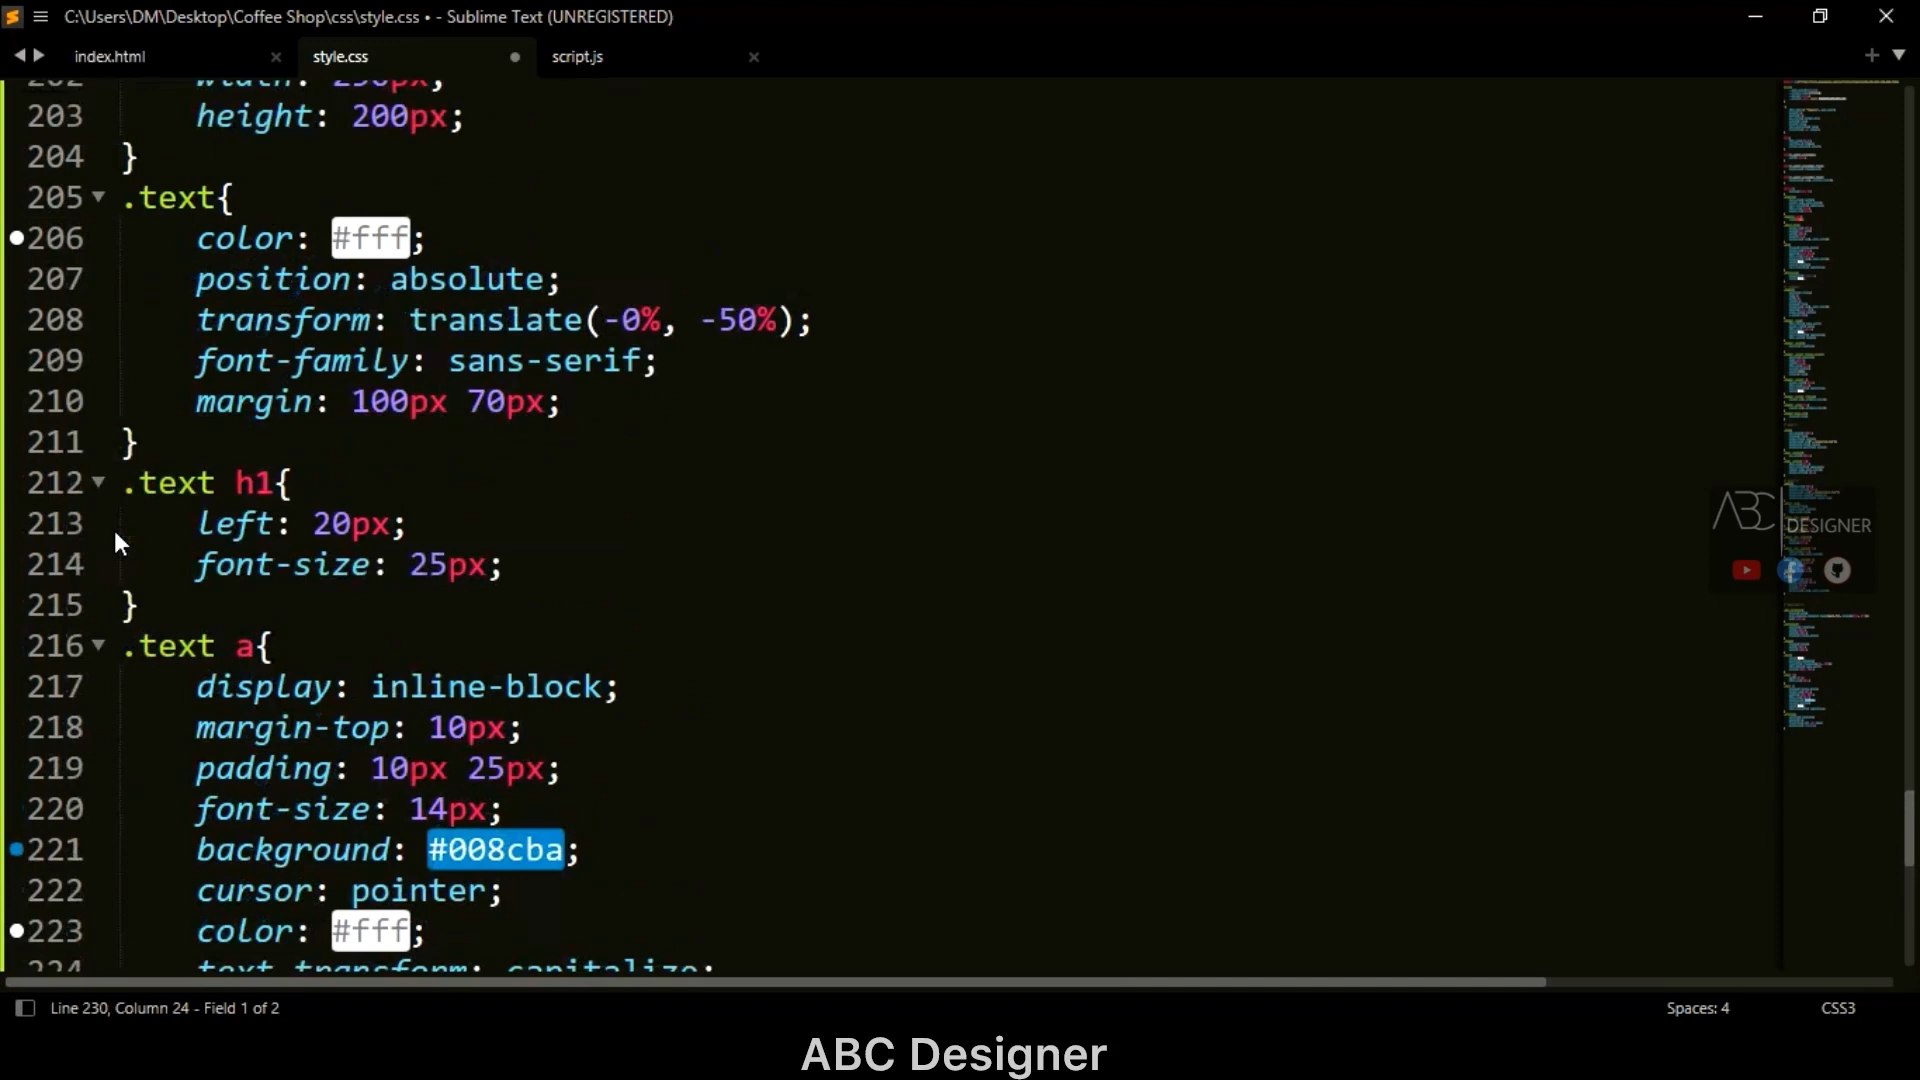 C:\Users\DM\Desktop\Coffee Shop\css\style.css • - Sublime Text (UNREGISTERED)
index.html
style.css
script.js
203 height: 200px;
204 }
205 .text{
206 color: #fff;
207 position: absolute;
208 transform: translate(-0%, -50%);
209 font-family: sans-serif;
210 margin: 100px 70px;
211 }
212 .text h1{
213 left: 20px;
214 font-size: 25px;
215 }
216 .text a{
217 display: inline-block;
218 margin-top: 10px;
219 padding: 10px 25px;
220 font-size: 14px;
221 background: #008cba;
222 cursor: pointer;
223 color: #fff;
224 text-transform: capitalize;
ABC DESIGNER
Line 230, Column 24 - Field 1 of 2
Spaces: 4
CSS3
ABC Designer